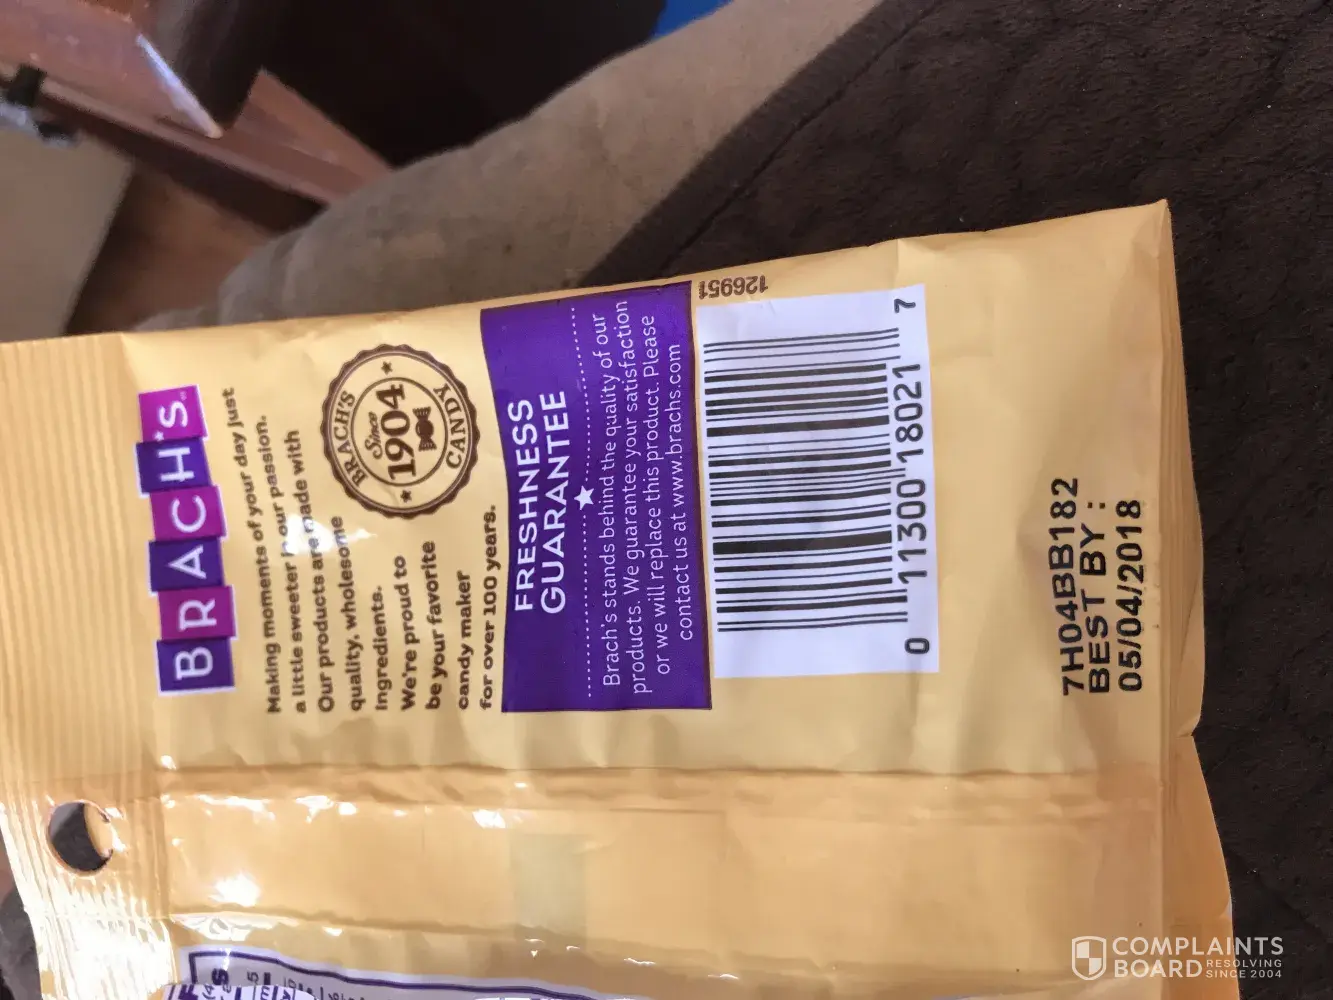 BRACH'S
Making moments of your day just
a little sweeter is our passion.
Our products are made with
quality, wholesome
ingredients.
We're proud to
be your favorite
candy maker
for over 100 years.
BRACH'S
Since
1904
CANDY
FRESHNESS
GUARANTEE
Brach's stands behind the quality of our
products. We guarantee your satisfaction
or we will replace this product. Please
contact us at www.brachs.com
12695
0 11300 18021 7
7H04BB182
BEST BY :
05/04/2018
COMPLAINTS
BOARD RESOLVING
SINCE 2004